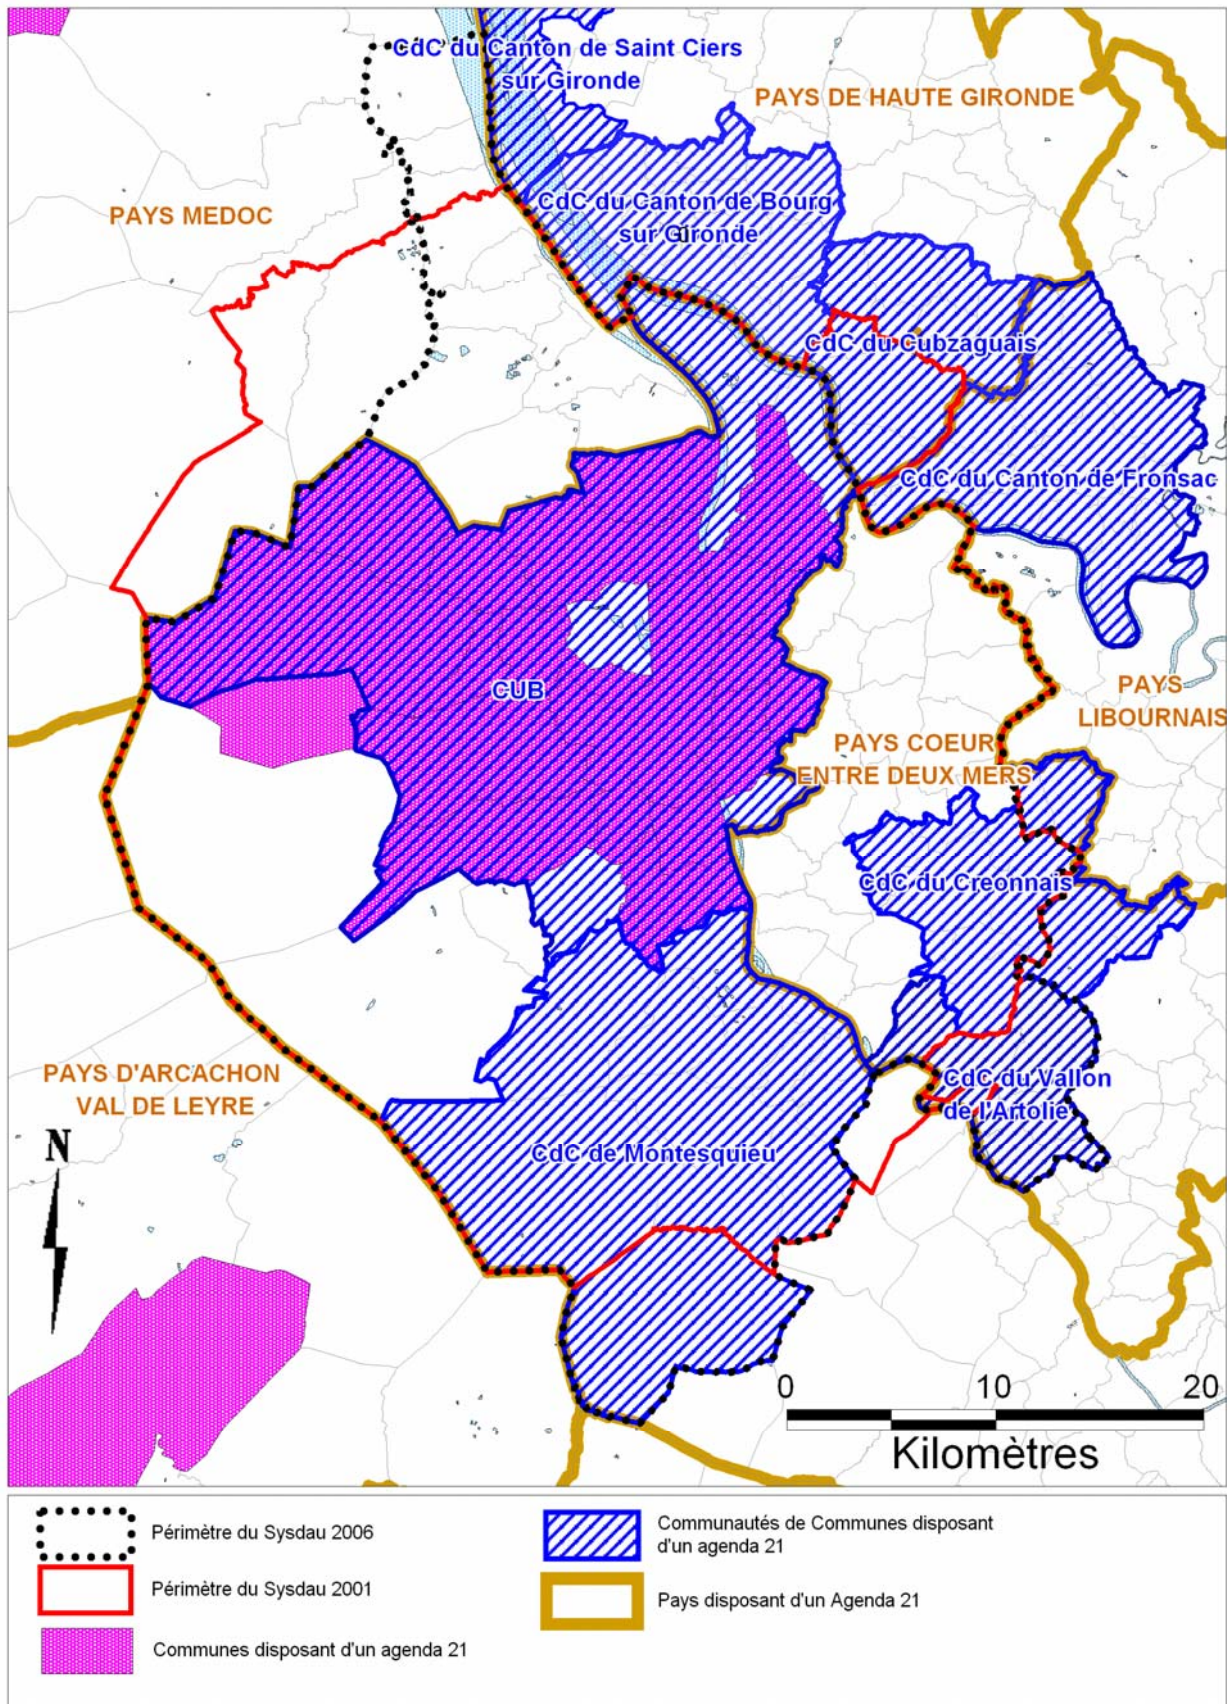 CdC du Canton de Saint Ciers
sur Gironde
PAYS DE HAUTE GIRONDE
PAYS MEDOC
CdC du Canton de Bourg
sur Gironde
CdC du Cubzaguais
CdC du Canton de Fronsac
CUB
PAYS
LIBOURNAIS
PAYS COEUR
ENTRE DEUX MERS
CdC du Creonnais
PAYS D'ARCACHON
VAL DE LEYRE
CdC du Vallon
de l'Artolie
CdC de Montesquieu
N
0 10 20
Kilomètres
Périmètre du Sysdau 2006
Périmètre du Sysdau 2001
Communes disposant d'un agenda 21
Communautés de Communes disposant
d'un agenda 21
Pays disposant d'un Agenda 21